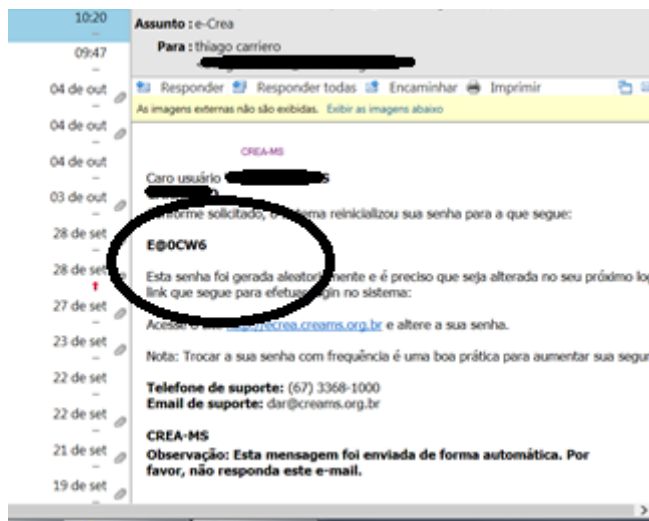 10:20
Assunto : e-Crea
Para : thiago carriero
09:47
04 de out
Responder Responder todas Encaminhar Imprimir
As imagens externas não são exibidas. Exibir as imagens abaixo
04 de out
04 de out
CREA-MS
Caro usuário S
03 de out
O
Conforme solicitado, o sistema reinicializou sua senha para a que segue:
28 de set
E@0CW6
28 de set
Esta senha foi gerada aleatoriamente e é preciso que seja alterada no seu próximo
link que segue para efetuar login no sistema:
27 de set
Acesse o http://ecrea.creams.org.br e altere a sua senha.
23 de set
Nota: Trocar a sua senha com frequência é uma boa prática para aumentar sua
22 de set
Telefone de suporte: (67) 3368-1000
Email de suporte: dar@creams.org.br
22 de set
CREA-MS
21 de set
Observação: Esta mensagem foi enviada de forma automática. Por
favor, não responda este e-mail.
19 de set